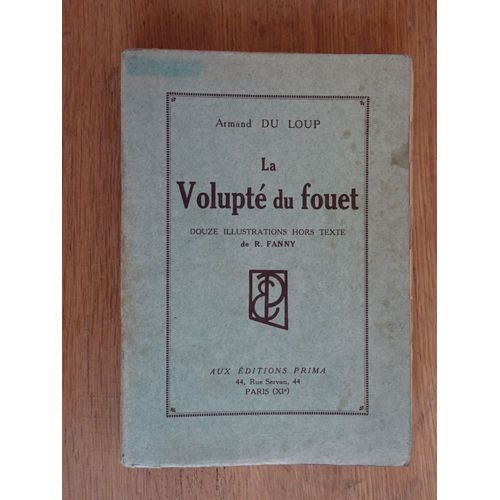 Armand DU LOUP
La
Volupté du fouet
DOUZE ILLUSTRATIONS HORS TEXTE
de R. FANNY
AUX ÉDITIONS PRIMA
44, Rue Servan, 44
PARIS (XIe)